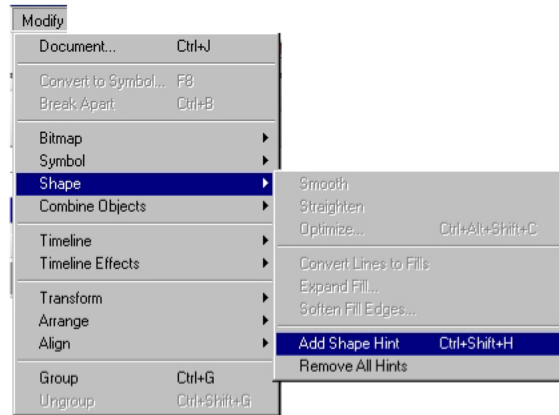 Modify
Document... Ctrl+J
Convert to Symbol... F8
Break Apart Ctrl+B
Bitmap
Symbol
Shape
Combine Objects
Timeline
Timeline Effects
Transform
Arrange
Align
Group Ctrl+G
Ungroup Ctrl+Shift+G
Smooth
Straighten
Optimize... Ctrl+Alt+Shift+C
Convert Lines to Fills
Expand Fill...
Soften Fill Edges...
Add Shape Hint Ctrl+Shift+H
Remove All Hints